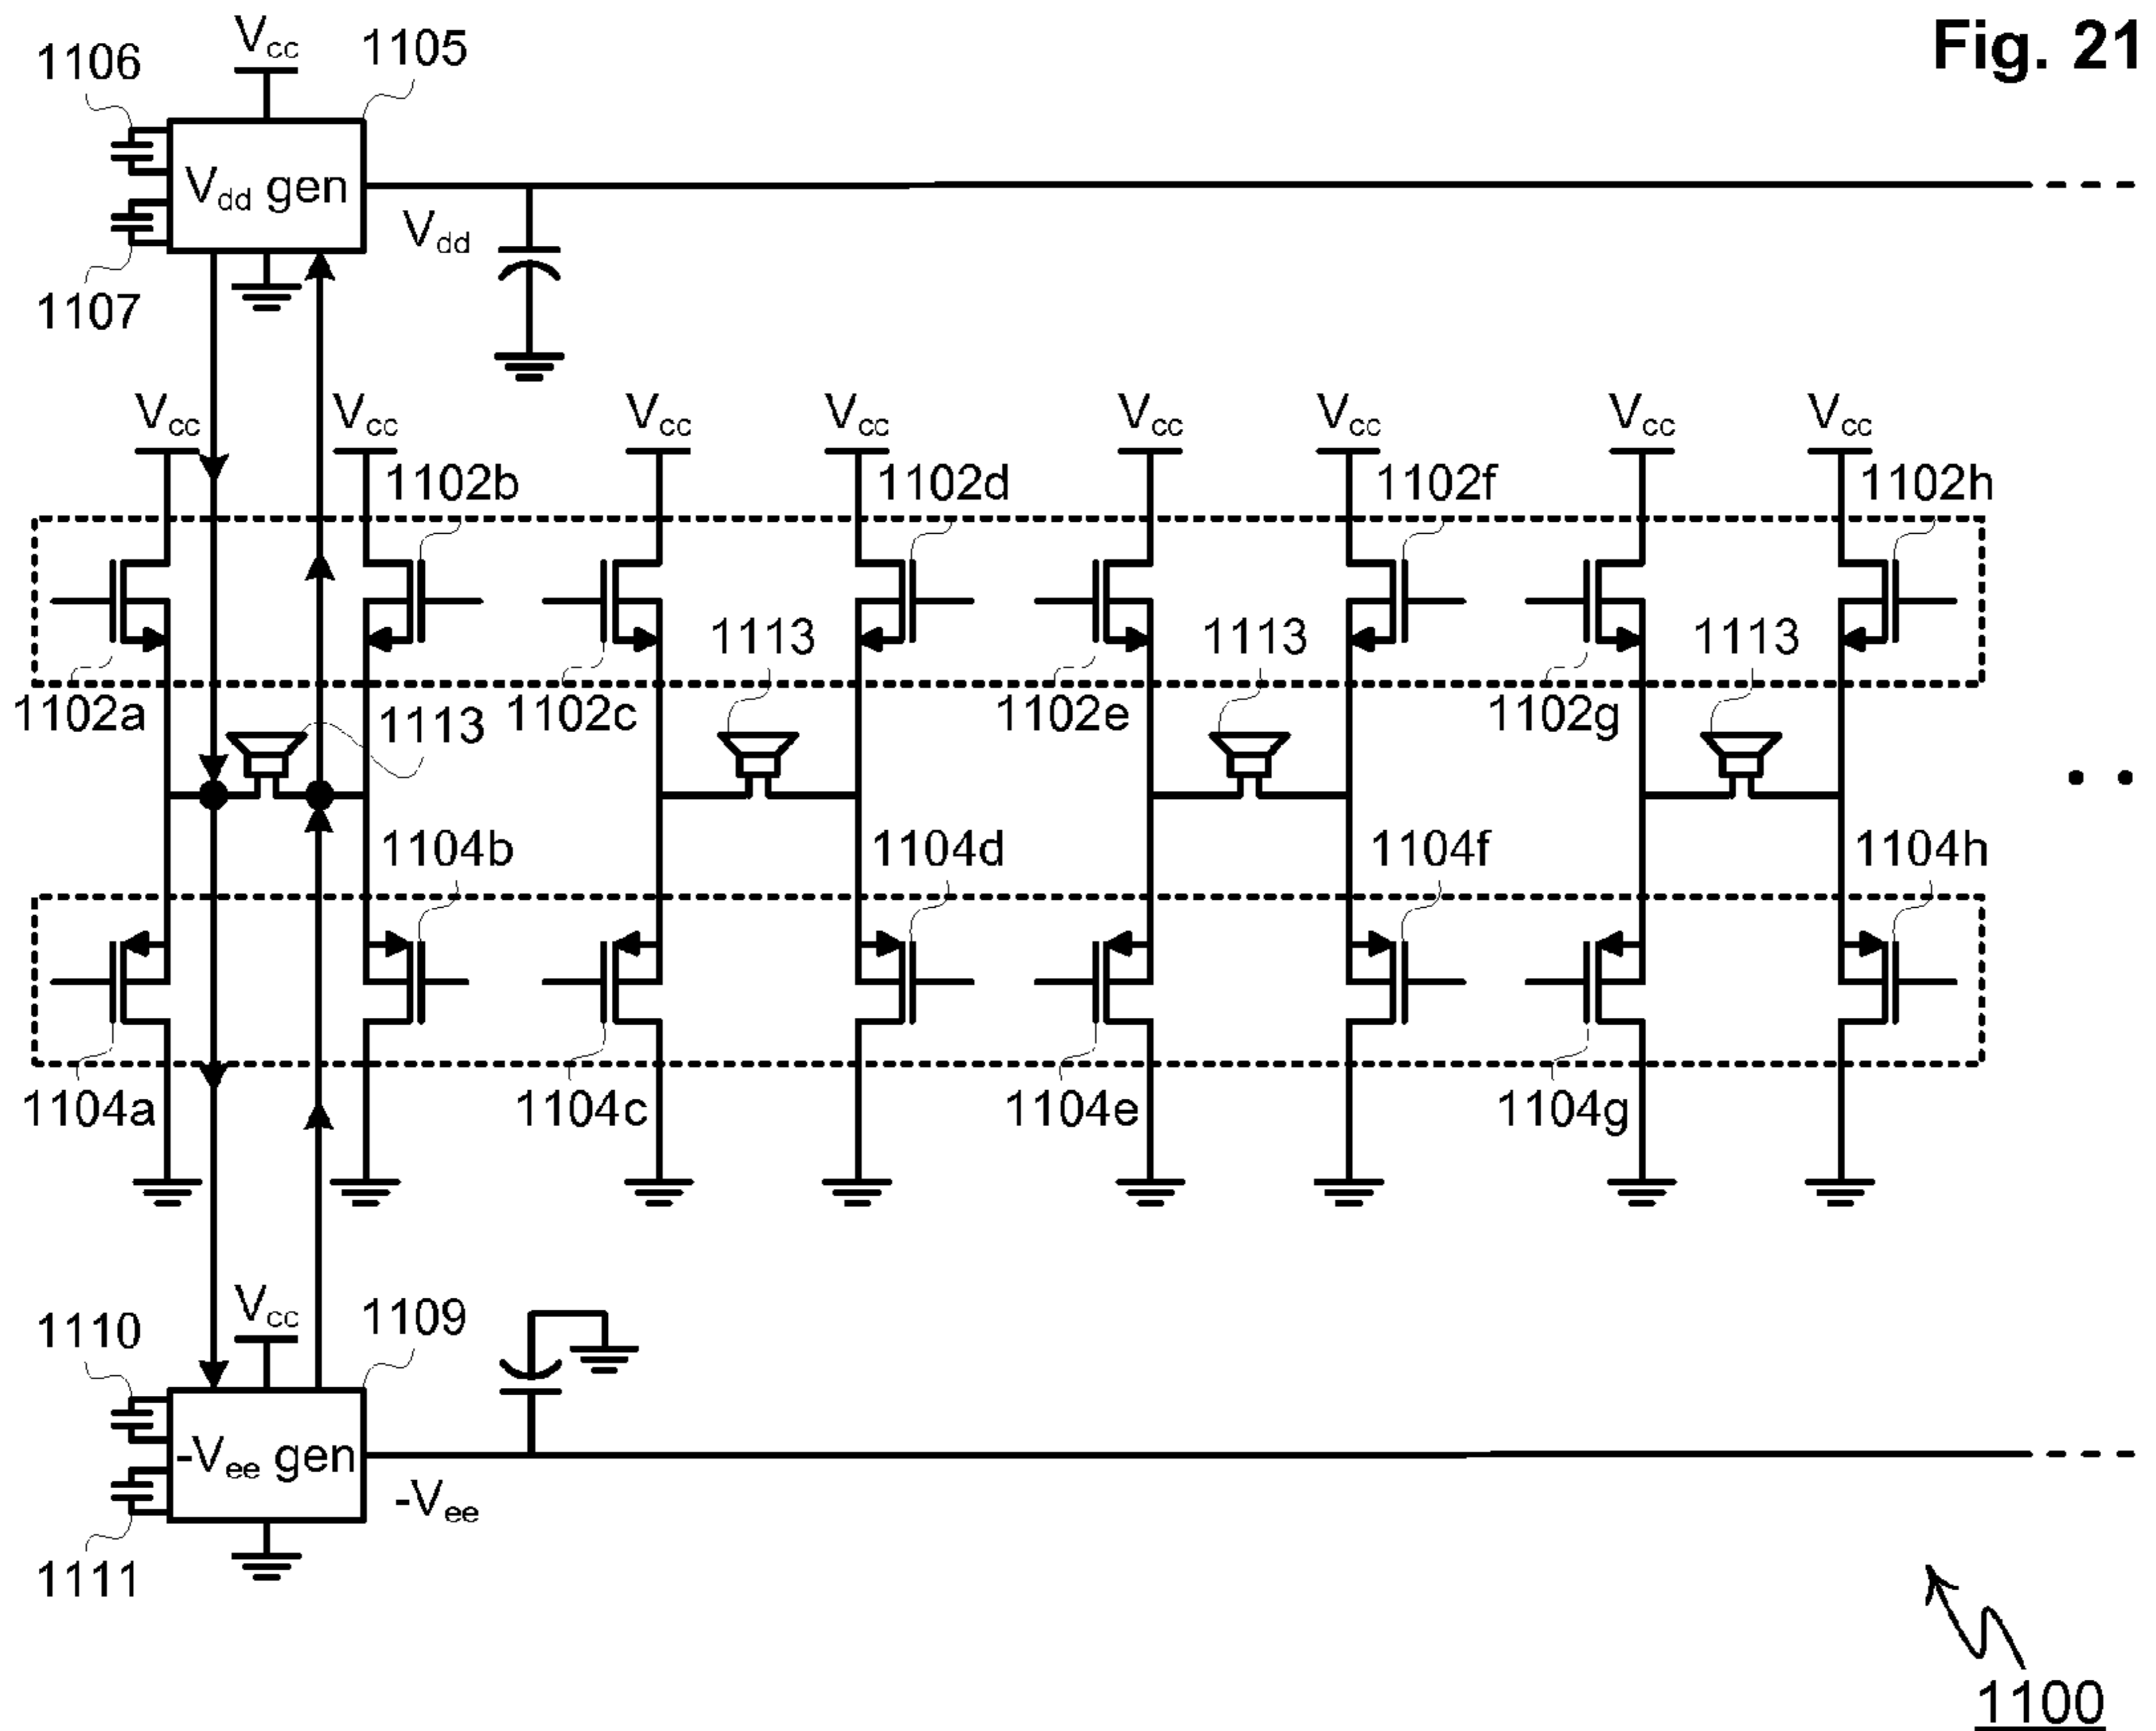 Fig. 21
Vcc
1106
1105
Vdd gen
Vdd
1107
Vcc Vcc Vcc Vcc Vcc Vcc Vcc Vcc
1102b 1102d 1102f 1102h
1113 1113 1113
1102a 1102c 1102e 1102g
1113
1104b 1104d 1104f 1104h
1104a 1104c 1104e 1104g
Vcc
1110
1109
-Vee gen
-Vee
1111
1100